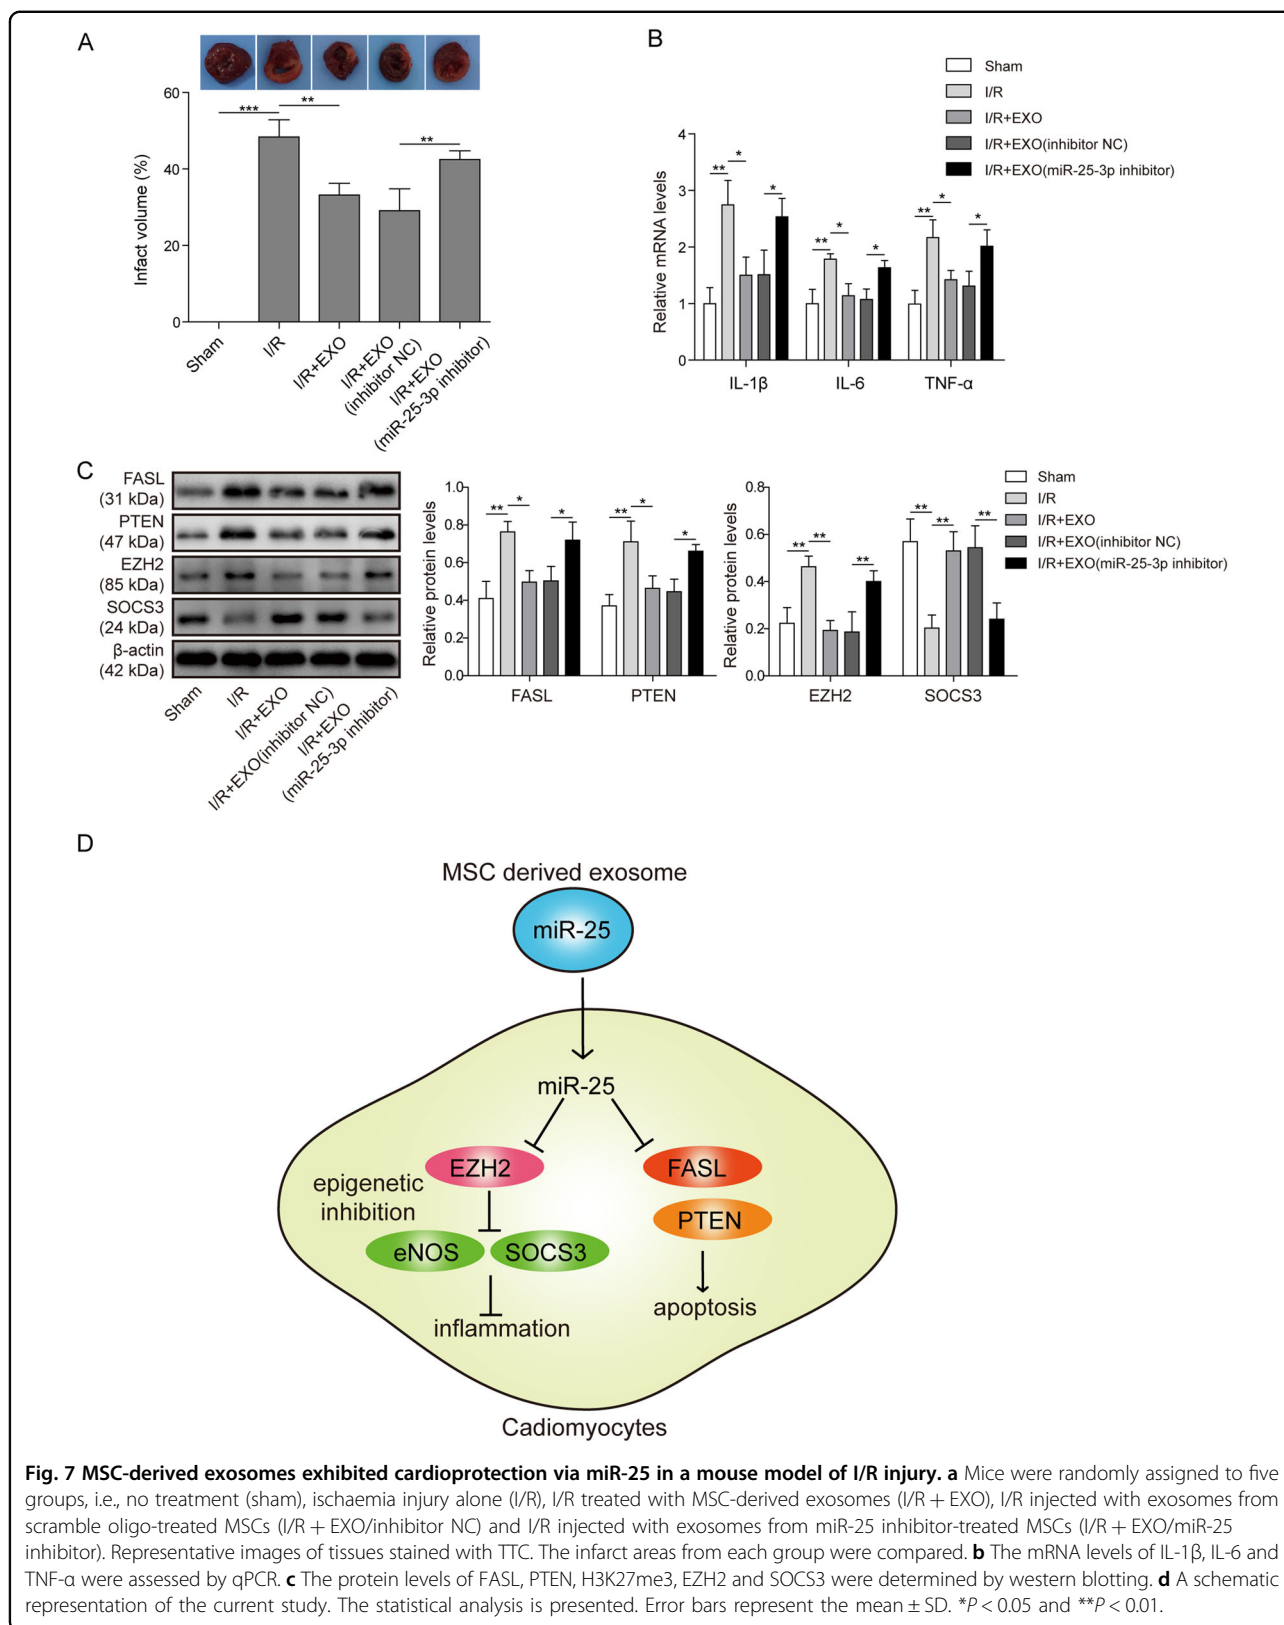 A
***
**
**
Infact volume (%)
60
40
20
0
Sham
I/R
I/R+EXO
I/R+EXO
(inhibitor NC)
I/R+EXO
(miR-25-3p inhibitor)
B
Sham
I/R
I/R+EXO
I/R+EXO(inhibitor NC)
I/R+EXO(miR-25-3p inhibitor)
Relative mRNA levels
4
3
2
1
0
** * *
** * *
** * *
IL-1β IL-6 TNF-α
C
FASL
(31 kDa)
PTEN
(47 kDa)
EZH2
(85 kDa)
SOCS3
(24 kDa)
β-actin
(42 kDa)
Sham
I/R
I/R+EXO
I/R+EXO(inhibitor NC)
I/R+EXO
(miR-25-3p inhibitor)
Relative protein levels
1.0
0.8
0.6
0.4
0.2
0.0
** * *
** * *
FASL PTEN
Relative protein levels
0.8
0.6
0.4
0.2
0.0
** ** **
** ** **
EZH2 SOCS3
Sham
I/R
I/R+EXO
I/R+EXO(inhibitor NC)
I/R+EXO(miR-25-3p inhibitor)
D
MSC derived exosome
miR-25
miR-25
EZH2
FASL
epigenetic
inhibition
PTEN
eNOS
SOCS3
apoptosis
inflammation
Cadiomyocytes
Fig. 7 MSC-derived exosomes exhibited cardioprotection via miR-25 in a mouse model of I/R injury. a Mice were randomly assigned to five
groups, i.e., no treatment (sham), ischaemia injury alone (I/R), I/R treated with MSC-derived exosomes (I/R + EXO), I/R injected with exosomes from
scramble oligo-treated MSCs (I/R + EXO/inhibitor NC) and I/R injected with exosomes from miR-25 inhibitor-treated MSCs (I/R + EXO/miR-25
inhibitor). Representative images of tissues stained with TTC. The infarct areas from each group were compared. b The mRNA levels of IL-1β, IL-6 and
TNF-α were assessed by qPCR. c The protein levels of FASL, PTEN, H3K27me3, EZH2 and SOCS3 were determined by western blotting. d A schematic
representation of the current study. The statistical analysis is presented. Error bars represent the mean ± SD. *P < 0.05 and **P < 0.01.